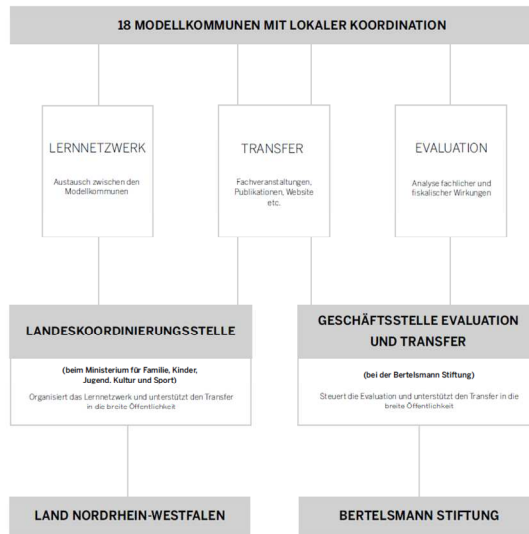 18 MODELLKOMMUNEN MIT LOKALER KOORDINATION
LERNNETZWERK
Austausch zwischen den
Modellkommunen
TRANSFER
Fachveranstaltungen,
Publikationen, Website
etc.
EVALUATION
Analyse fachlicher und
fiskalischer Wirkungen
LANDESKOORDINIERUNGSSTELLE
(beim Ministerium für Familie, Kinder,
Jugend. Kultur und Sport)
Organisiert das Lernnetzwerk und unterstützt den Transfer
in die breite Öffentlichkeit
GESCHÄFTSSTELLE EVALUATION
UND TRANSFER
(bei der Bertelsmann Stiftung)
Steuert die Evaluation und unterstützt den Transfer in die
breite Öffentlichkeit
LAND NORDRHEIN-WESTFALEN
BERTELSMANN STIFTUNG